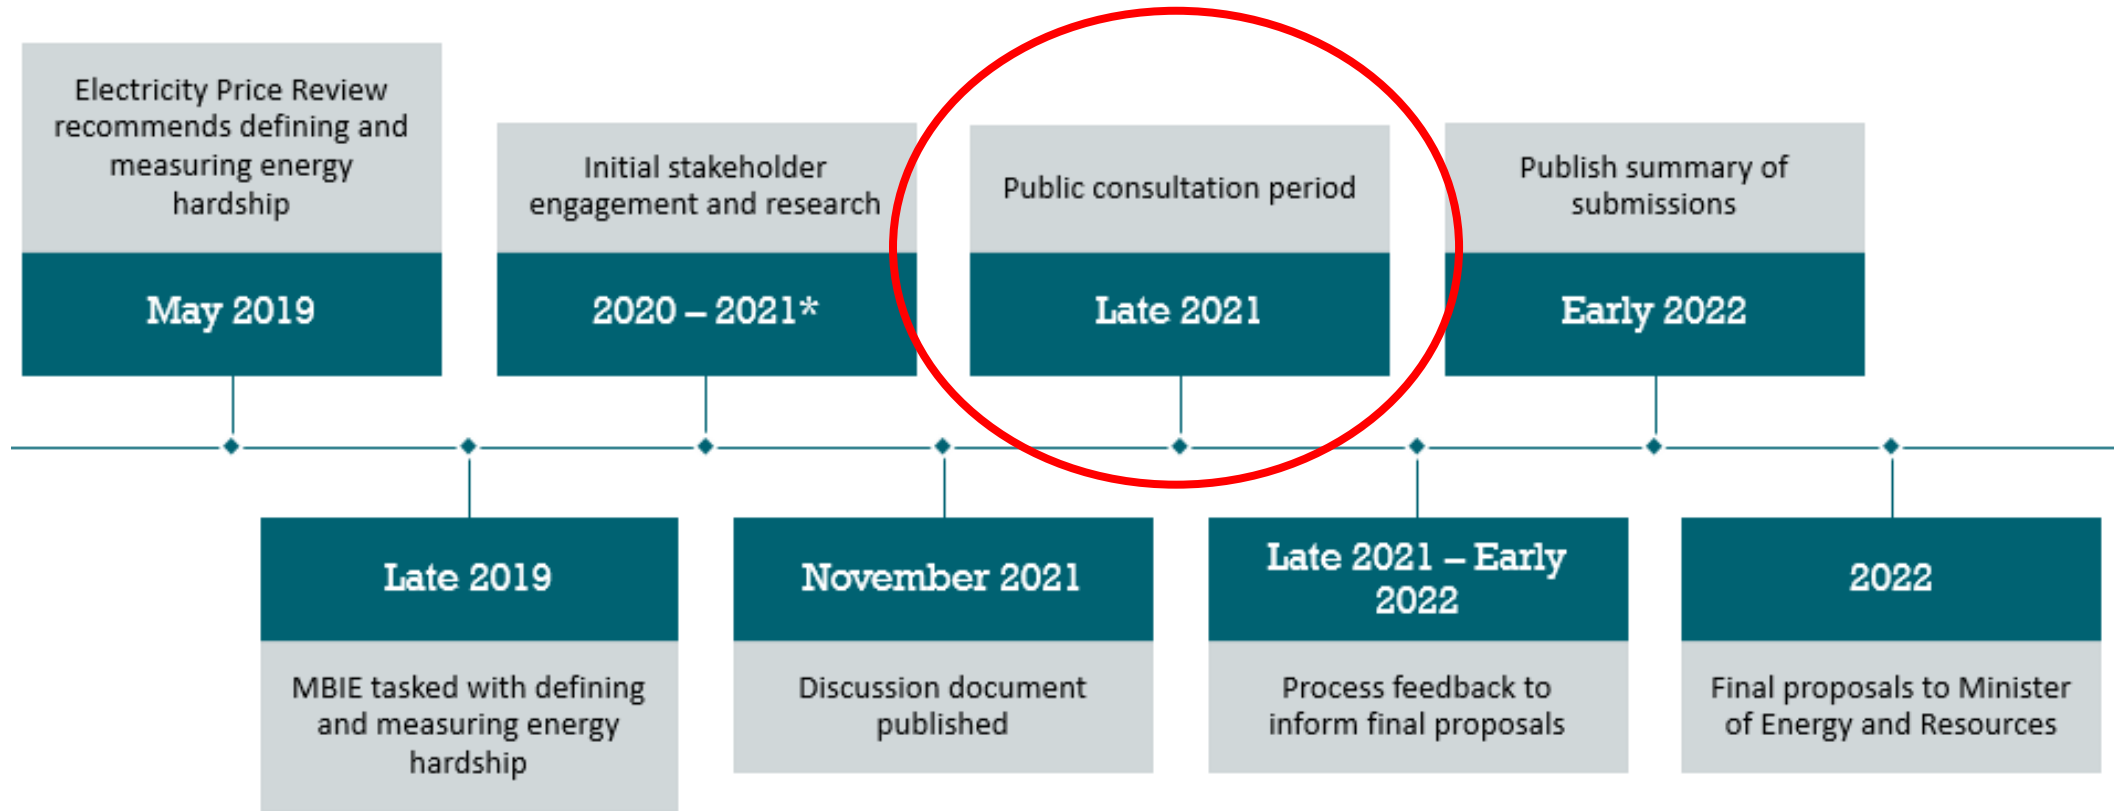 Electricity Price Review
recommends defining and
measuring energy
hardship
May 2019
Initial stakeholder
engagement and research
2020 – 2021*
Public consultation period
Late 2021
Publish summary of
submissions
Early 2022
Late 2019
MBIE tasked with defining
and measuring energy
hardship
November 2021
Discussion document
published
Late 2021 – Early
2022
Process feedback to
inform final proposals
2022
Final proposals to Minister
of Energy and Resources